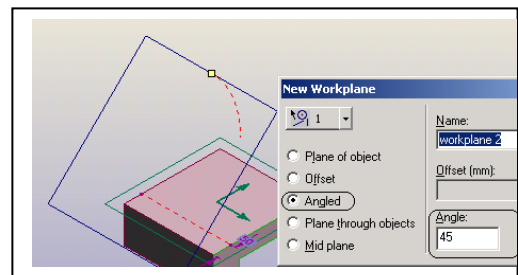 New Workplane
1
Name:
workplane 2
Plane of object
Offset
Offset (mm):
Angled
Plane through objects
Angle:
45
Mid plane